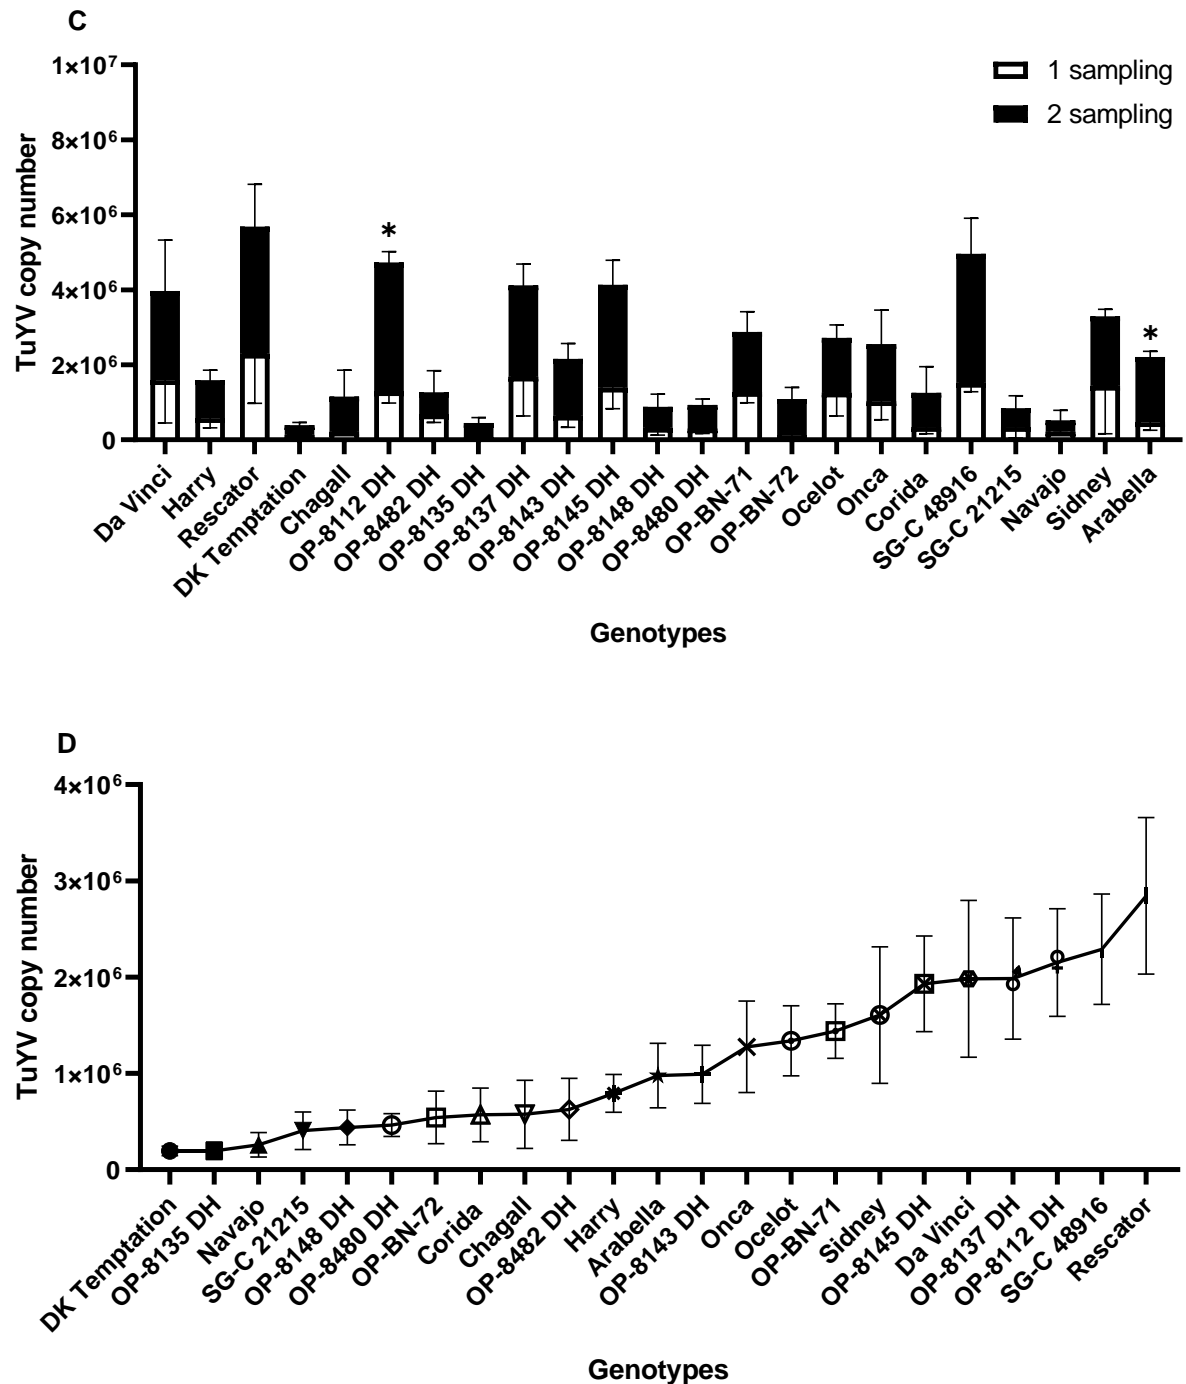 C
1 sampling
2 sampling
TuYV copy number
1×10⁷
8×10⁶
6×10⁶
4×10⁶
2×10⁶
0
*
*
Da Vinci
Harry
Rescator
DK Temptation
Chagall
OP-8112 DH
OP-8482 DH
OP-8135 DH
OP-8137 DH
OP-8143 DH
OP-8145 DH
OP-8148 DH
OP-8480 DH
OP-BN-71
OP-BN-72
Ocelot
Onca
Corida
SG-C 48916
SG-C 21215
Navajo
Sidney
Arabella
Genotypes
D
TuYV copy number
4×10⁶
3×10⁶
2×10⁶
1×10⁶
0
DK Temptation
OP-8135 DH
Navajo
SG-C 21215
OP-8148 DH
OP-8480 DH
OP-BN-72
Corida
Chagall
OP-8482 DH
Harry
Arabella
OP-8143 DH
Onca
Ocelot
OP-BN-71
Sidney
OP-8145 DH
Da Vinci
OP-8137 DH
OP-8112 DH
SG-C 48916
Rescator
Genotypes